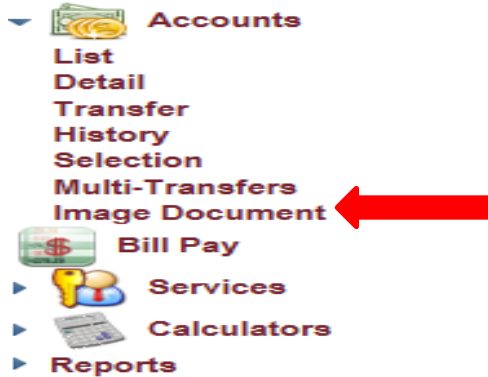 Accounts
List
Detail
Transfer
History
Selection
Multi-Transfers
Image Document
$
Bill Pay
Services
Calculators
Reports